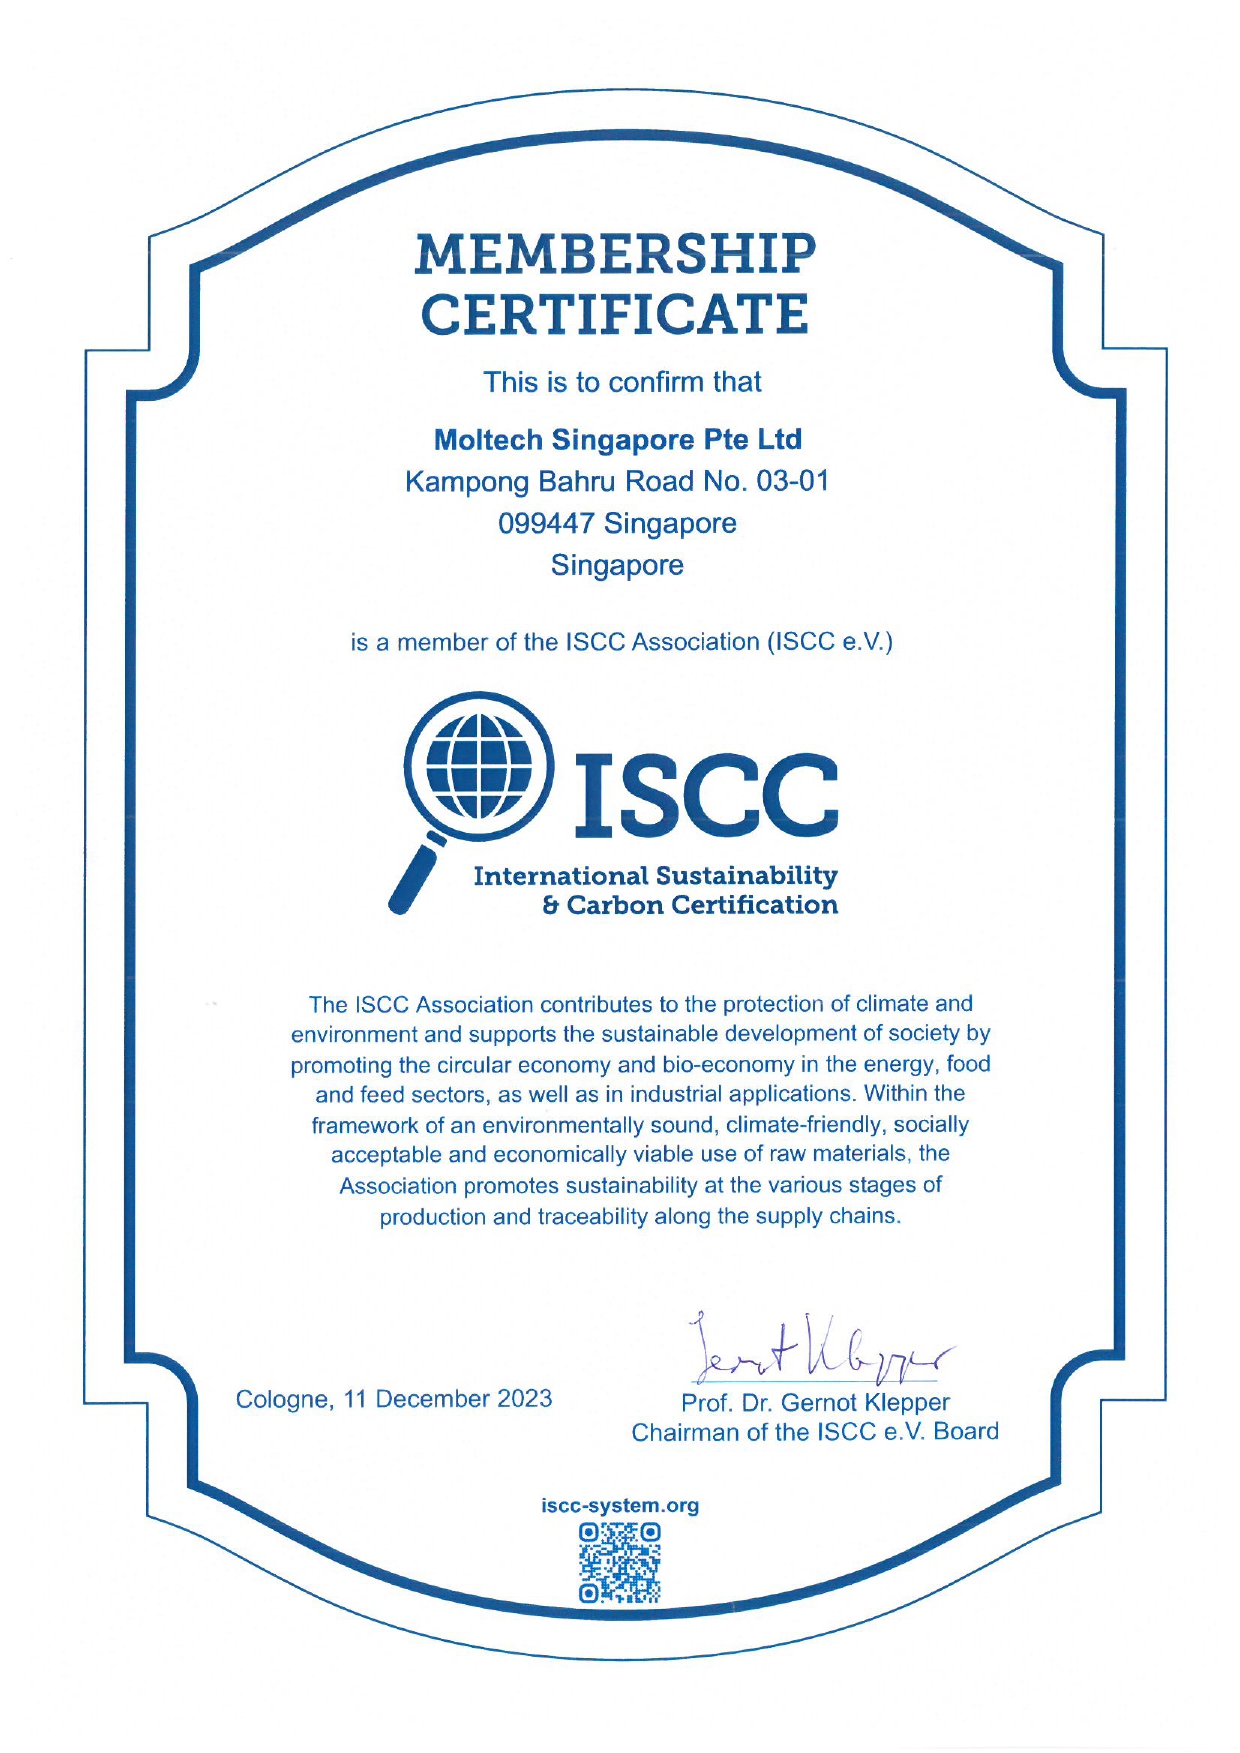 MEMBERSHIP
CERTIFICATE
This is to confirm that
Moltech Singapore Pte Ltd
Kampong Bahru Road No. 03-01
099447 Singapore
Singapore
is a member of the ISCC Association (ISCC e.V.)
ISCC
International Sustainability
& Carbon Certification
The ISCC Association contributes to the protection of climate and
environment and supports the sustainable development of society by
promoting the circular economy and bio-economy in the energy, food
and feed sectors, as well as in industrial applications. Within the
framework of an environmentally sound, climate-friendly, socially
acceptable and economically viable use of raw materials, the
Association promotes sustainability at the various stages of
production and traceability along the supply chains.
Gernot Klepper
Cologne, 11 December 2023
Prof. Dr. Gernot Klepper
Chairman of the ISCC e.V. Board
iscc-system.org